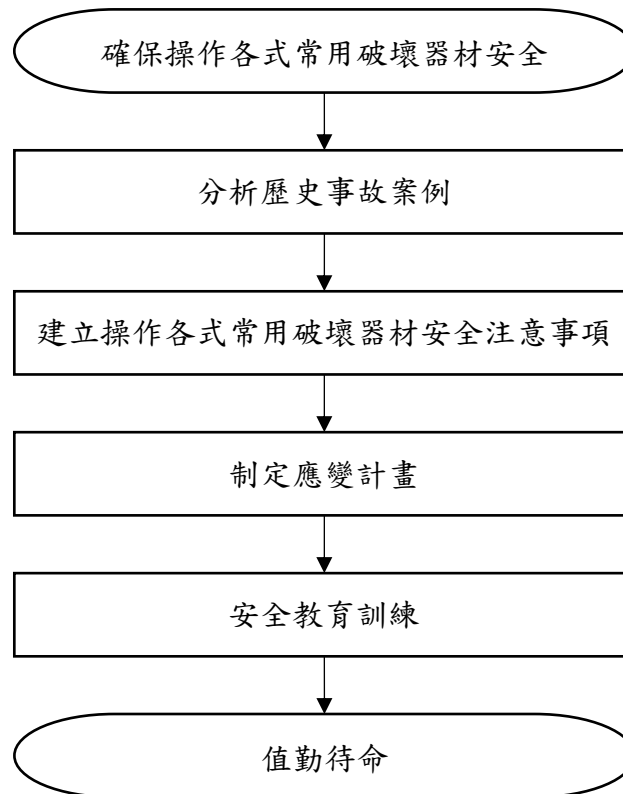 確保操作各式常用破壞器材安全
分析歷史事故案例
建立操作各式常用破壞器材安全注意事項
制定應變計畫
安全教育訓練
值勤待命